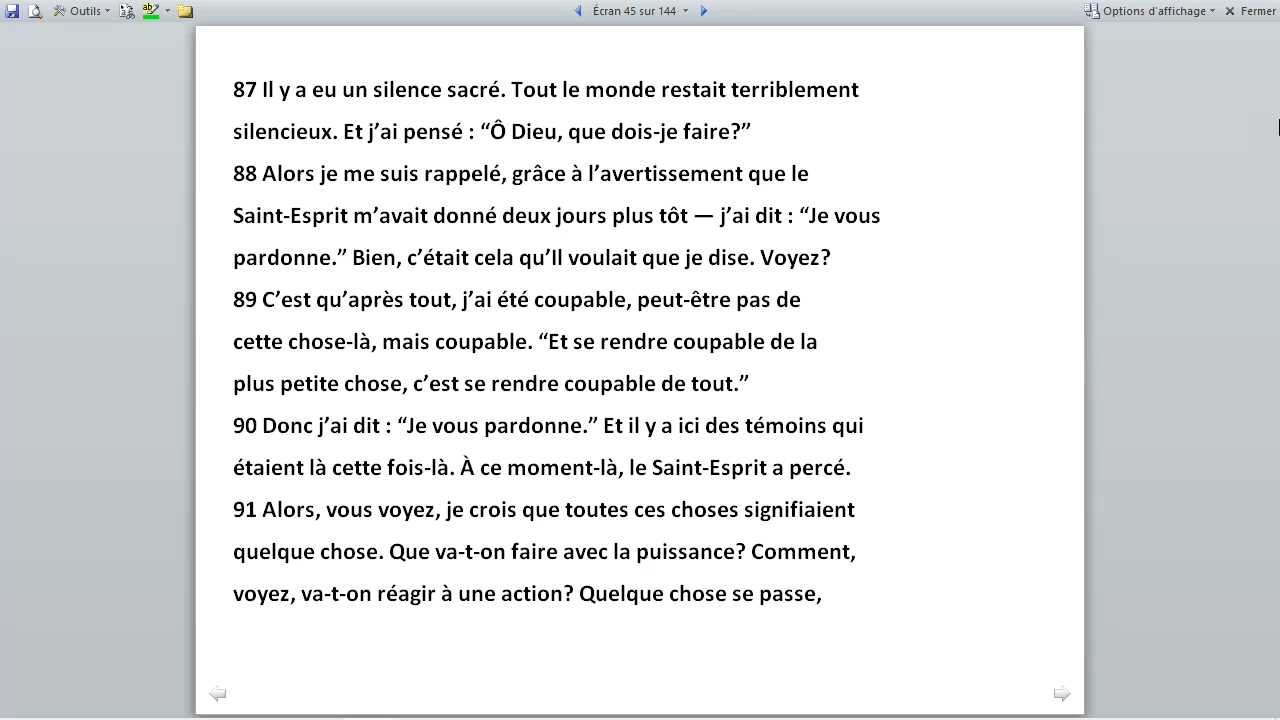 Outils
Écran 45 sur 144
Options d'affichage
Fermer
87 Il y a eu un silence sacré. Tout le monde restait terriblement
silencieux. Et j’ai pensé : “Ô Dieu, que dois-je faire?”
88 Alors je me suis rappelé, grâce à l’avertissement que le
Saint-Esprit m’avait donné deux jours plus tôt — j’ai dit : “Je vous
pardonne.” Bien, c’était cela qu’Il voulait que je dise. Voyez?
89 C’est qu’après tout, j’ai été coupable, peut-être pas de
cette chose-là, mais coupable. “Et se rendre coupable de la
plus petite chose, c’est se rendre coupable de tout.”
90 Donc j’ai dit : “Je vous pardonne.” Et il y a ici des témoins qui
étaient là cette fois-là. À ce moment-là, le Saint-Esprit a percé.
91 Alors, vous voyez, je crois que toutes ces choses signifiaient
quelque chose. Que va-t-on faire avec la puissance? Comment,
voyez, va-t-on réagir à une action? Quelque chose se passe,